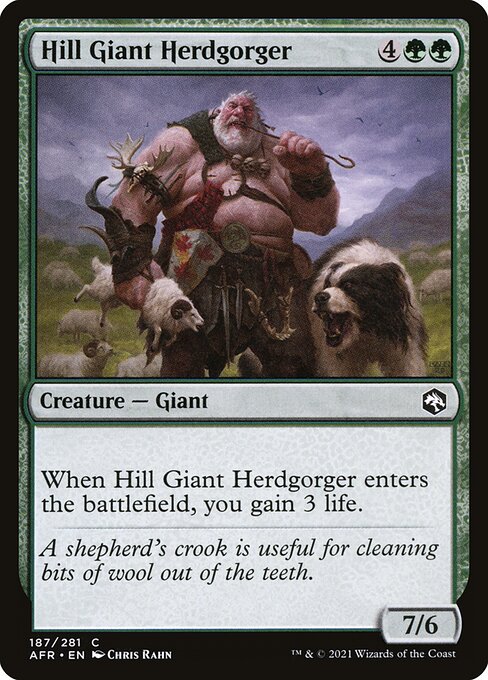 Hill Giant Herdgorger 4
Creature — Giant
When Hill Giant Herdgorger enters
the battlefield, you gain 3 life.
A shepherd's crook is useful for cleaning
bits of wool out of the teeth.
7/6
187/281 C
AFR • EN Chris Rahn ™ & © 2021 Wizards of the Coast